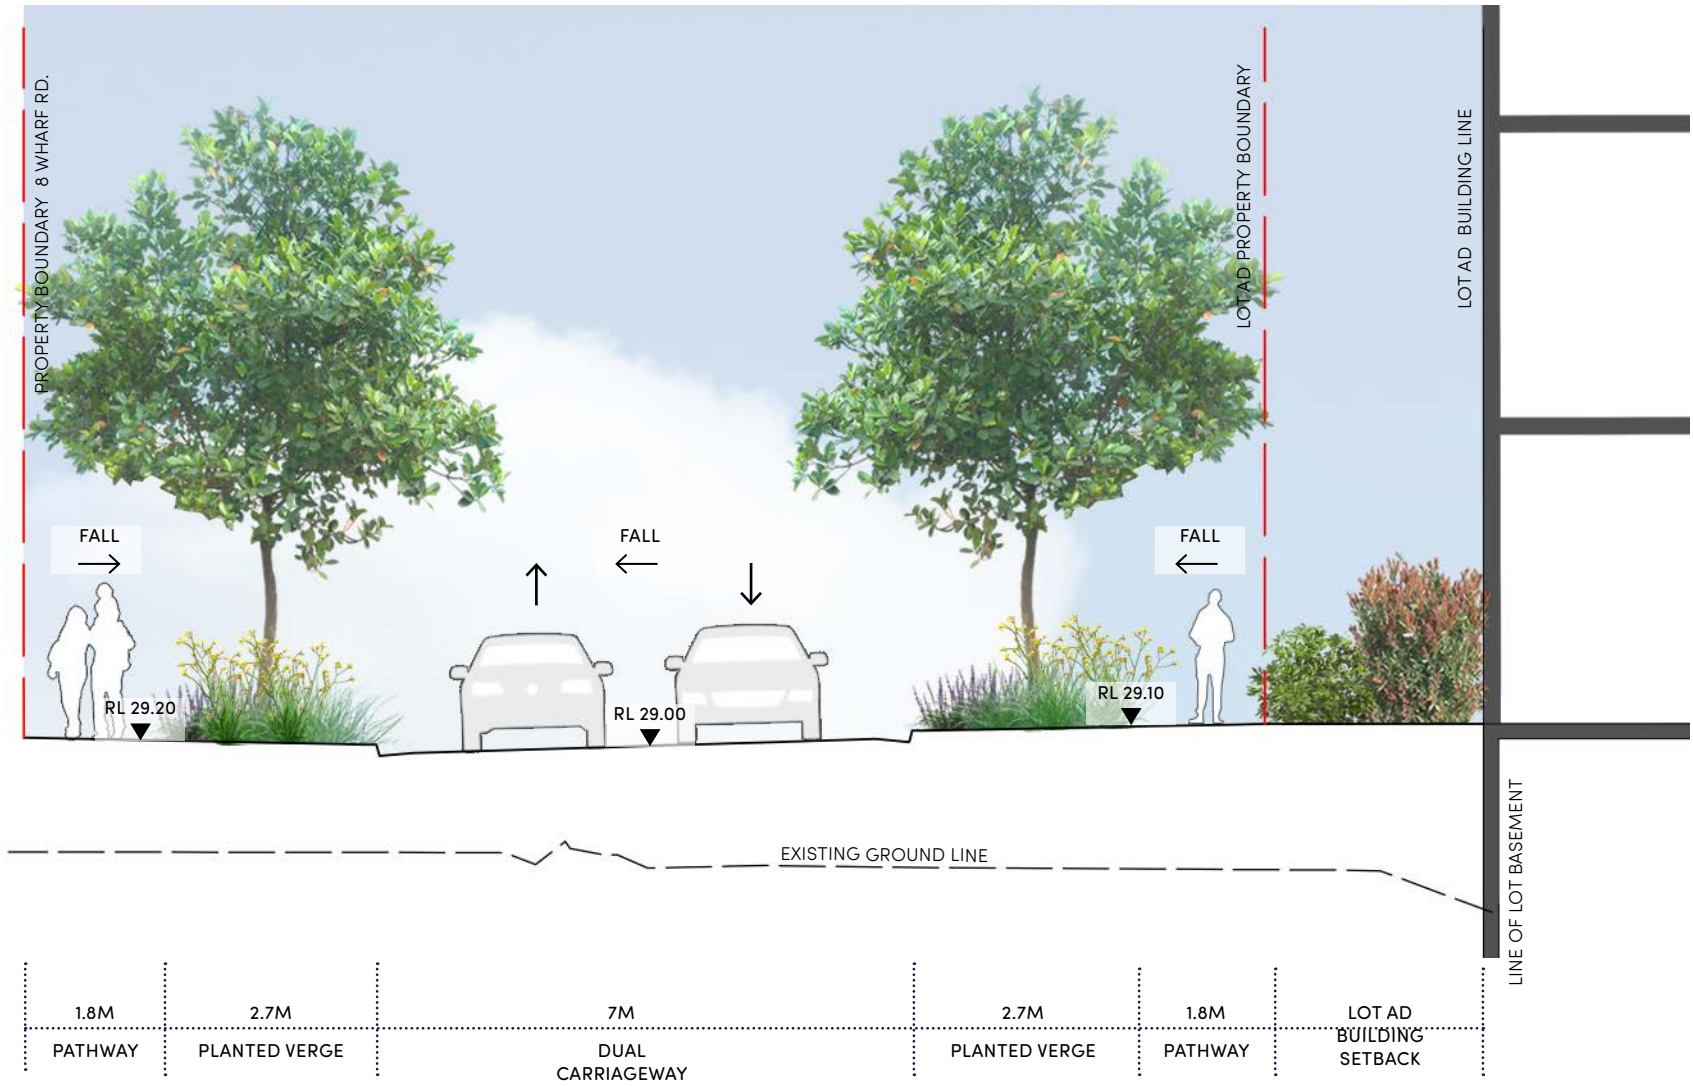 PROPERTY BOUNDARY 8 WHARF RD.
LOT AD PROPERTY BOUNDARY
LOT AD BUILDING LINE
FALL
FALL
FALL
RL 29.20
RL 29.00
RL 29.10
EXISTING GROUND LINE
LINE OF LOT BASEMENT
1.8M
2.7M
7M
2.7M
1.8M
LOT AD
BUILDING
SETBACK
PATHWAY
PLANTED VERGE
DUAL
CARRIAGEWAY
PLANTED VERGE
PATHWAY